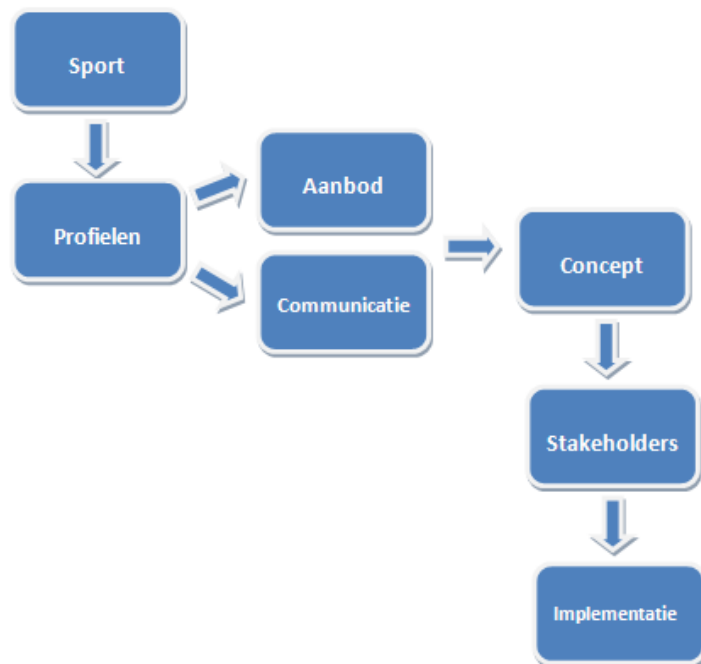 Sport
Profielen
Aanbod
Communicatie
Concept
Stakeholders
Implementatie